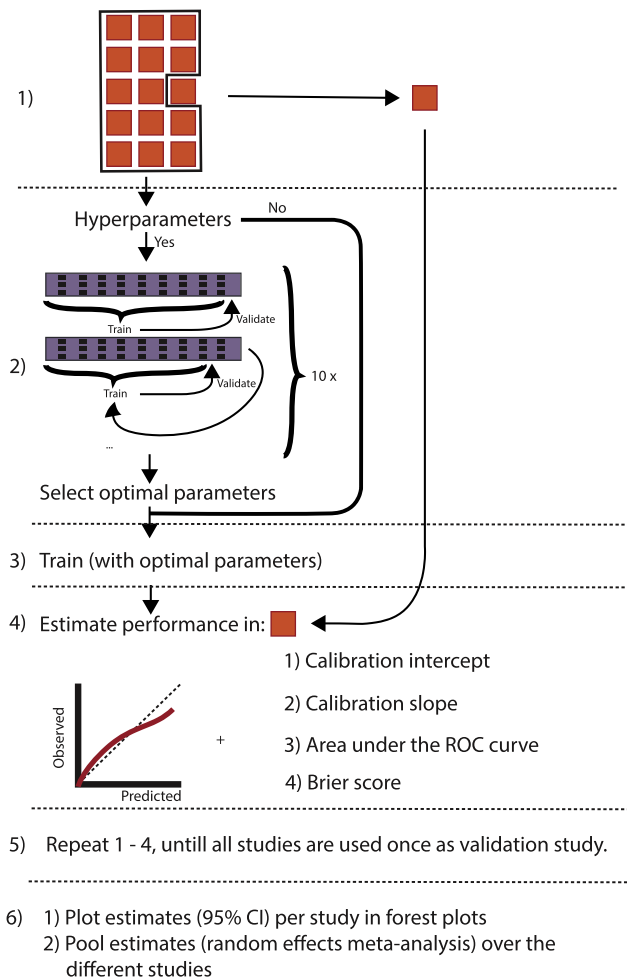 1)
Hyperparameters
No
Yes
Train
Validate
2)
Train
Validate
...
10 x
Select optimal parameters
3) Train (with optimal parameters)
4) Estimate performance in:
1) Calibration intercept
2) Calibration slope
3) Area under the ROC curve
4) Brier score
Observed
+
Predicted
5) Repeat 1 - 4, untill all studies are used once as validation study.
6) 1) Plot estimates (95% CI) per study in forest plots
2) Pool estimates (random effects meta-analysis) over the
different studies